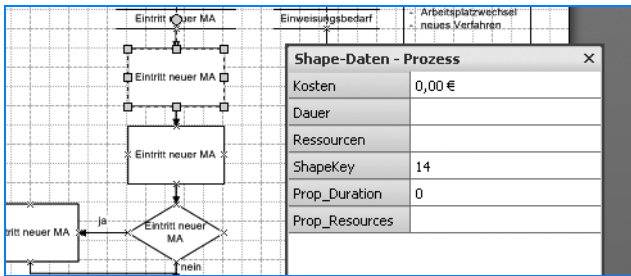 Eintritt neuer MA
Einweisungsbedarf
- Arbeitsplatzwechsel
- neues Verfahren
Eintritt neuer MA
Eintritt neuer MA
ja
Eintritt neuer
MA
tritt neuer MA
nein
Shape-Daten - Prozess
Kosten 0,00 €
Dauer
Ressourcen
ShapeKey 14
Prop_Duration 0
Prop_Resources